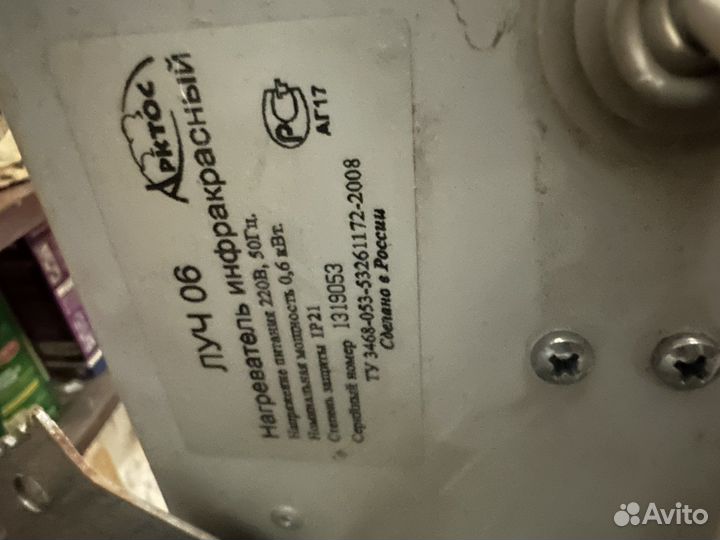 Арктос
ЛУЧ 06
Нагреватель инфракрасный
Напряжение питания 220В, 50Гц.
Номинальная мощность 0,6 кВт.
Степень защиты IP21
Серийный номер 1319053
ТУ 3468-053-53261172-2008
Сделано в России
РСТ
АГ17
Avito